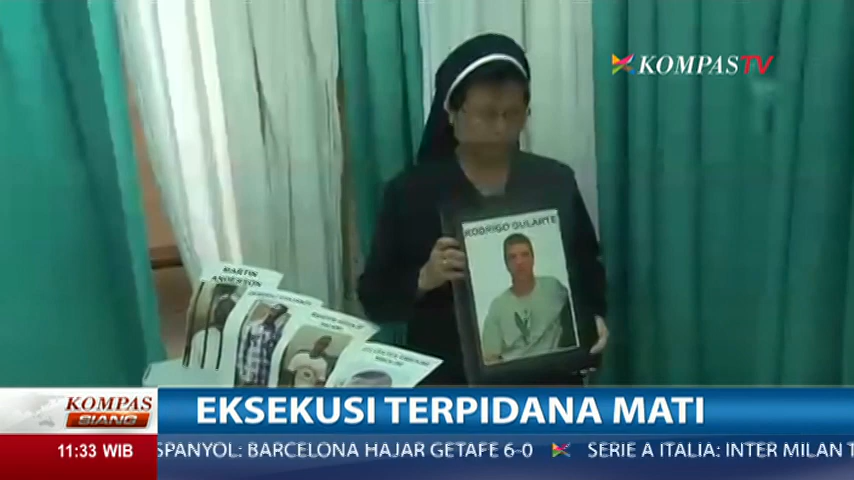 KOMPASTV
RODRIGO GULARTE
MARTIN
ANDERTON
KOMPAS
SIANG
EKSEKUSI TERPIDANA MATI
11:33 WIB
SPANYOL: BARCELONA HAJAR GETAFE 6-0
SERIE A ITALIA: INTER MILAN T